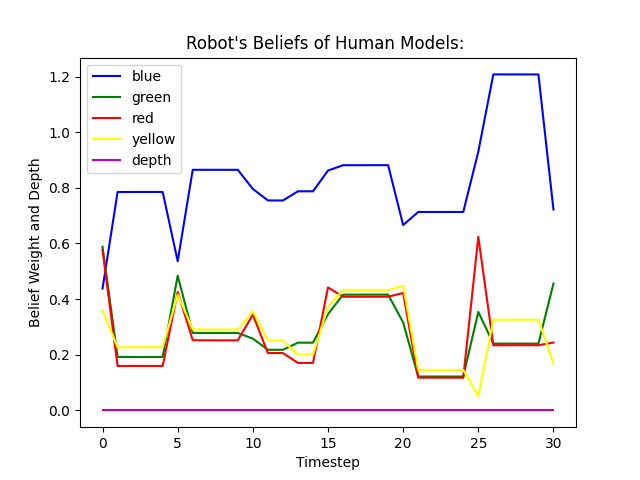 Robot's Beliefs of Human Models:
blue
green
red
yellow
depth
Belief Weight and Depth
1.2
1.0
0.8
0.6
0.4
0.2
0.0
0 5 10 15 20 25 30
Timestep